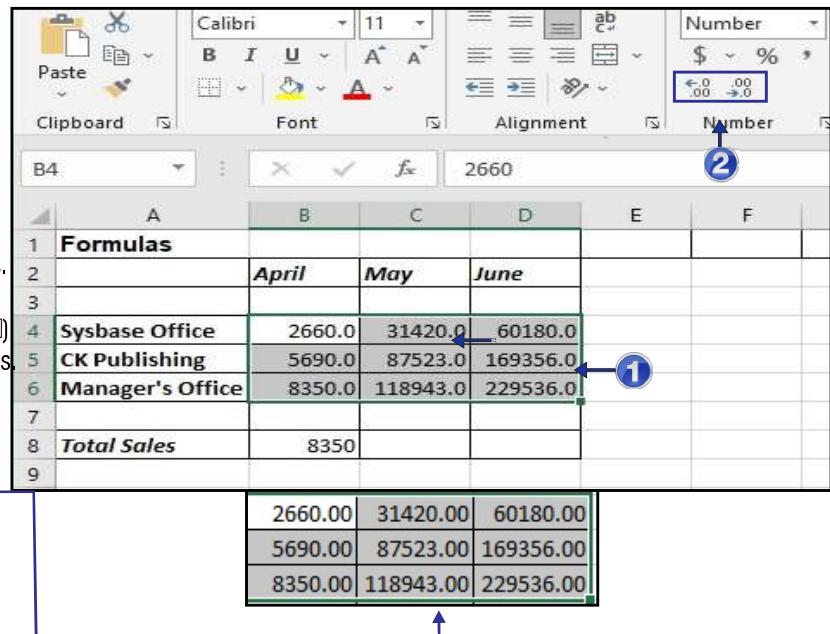 Calibri 11 ab Number
Paste B I U A A $ % ,
.0 .00 .00 .0
Clipboard Font Alignment Number
B4 fx 2660
2
A B C D E F
1 Formulas
2 April May June
3
4 Sysbase Office 2660.0 31420.0 60180.0
5 CK Publishing 5690.0 87523.0 169356.0
1
6 Manager's Office 8350.0 118943.0 229536.0
7
8 Total Sales 8350
9
s.
2660.00 31420.00 60180.00
5690.00 87523.00 169356.00
8350.00 118943.00 229536.00